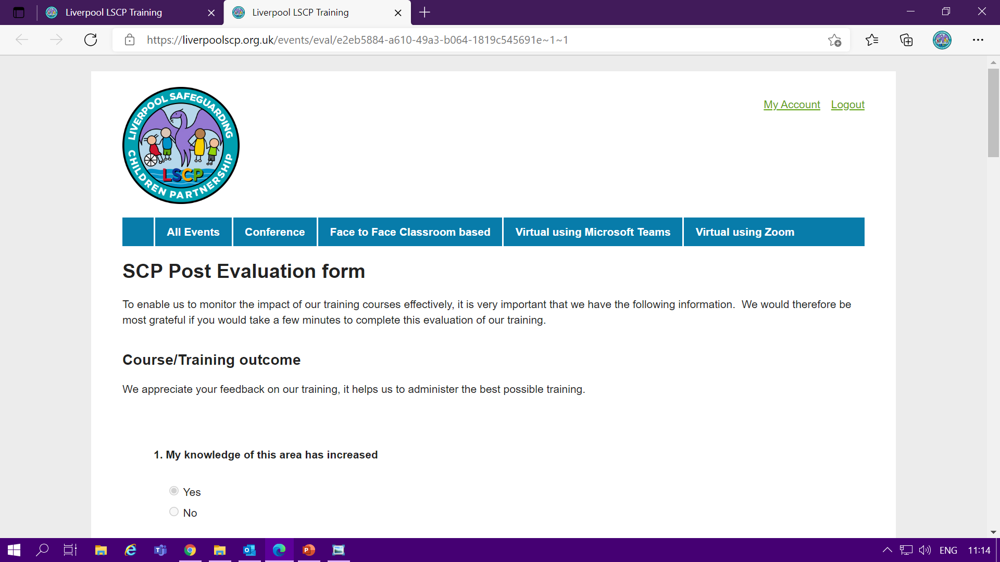 Liverpool LSCP Training
Liverpool LSCP Training
https://liverpoolscp.org.uk/events/eval/e2eb5884-a610-49a3-b064-1819c545691e~1~1
LIVERPOOL SAFEGUARDING
CHILDREN PARTNERSHIP
LSCP
My Account Logout
All Events Conference Face to Face Classroom based Virtual using Microsoft Teams Virtual using Zoom
SCP Post Evaluation form
To enable us to monitor the impact of our training courses effectively, it is very important that we have the following information.  We would therefore be
most grateful if you would take a few minutes to complete this evaluation of our training.
Course/Training outcome
We appreciate your feedback on our training, it helps us to administer the best possible training.
1. My knowledge of this area has increased
Yes
No
ENG 11:14